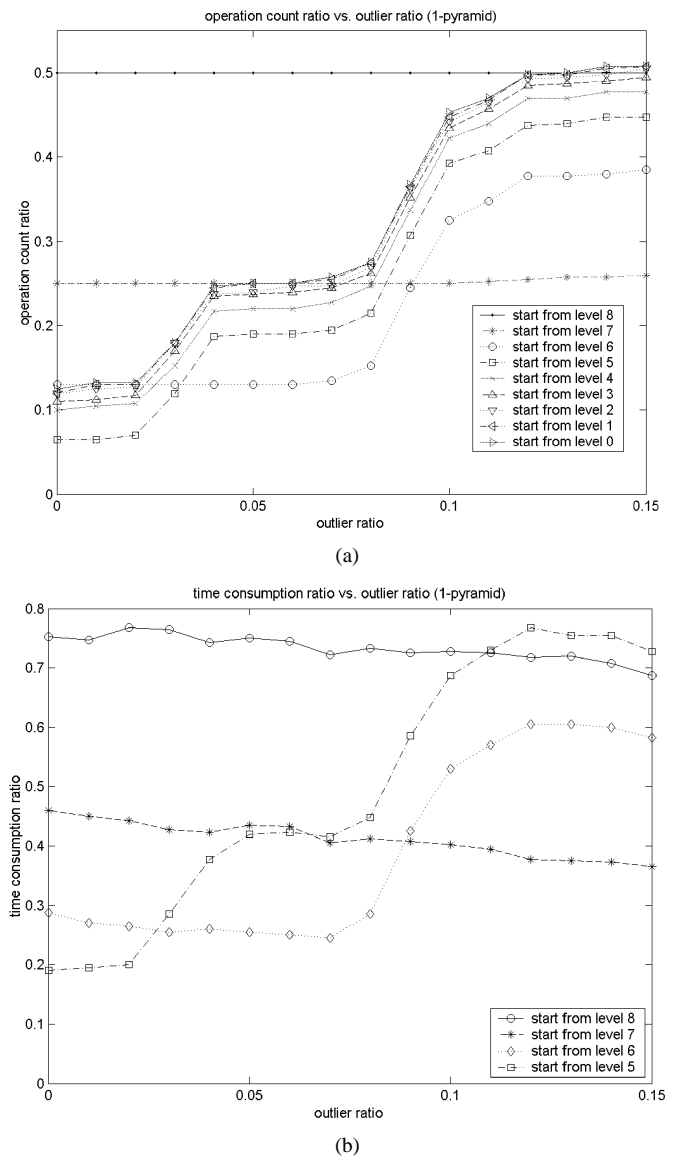 operation count ratio vs. outlier ratio (1-pyramid)
0.5
0.4
0.3
0.2
0.1
0
operation count ratio
start from level 8
start from level 7
start from level 6
start from level 5
start from level 4
start from level 3
start from level 2
start from level 1
start from level 0
0
0.05
0.1
0.15
outlier ratio
(a)
time consumption ratio vs. outlier ratio (1-pyramid)
0.8
0.7
0.6
0.5
0.4
0.3
0.2
0.1
0
time consumption ratio
start from level 8
start from level 7
start from level 6
start from level 5
0
0.05
0.1
0.15
outlier ratio
(b)